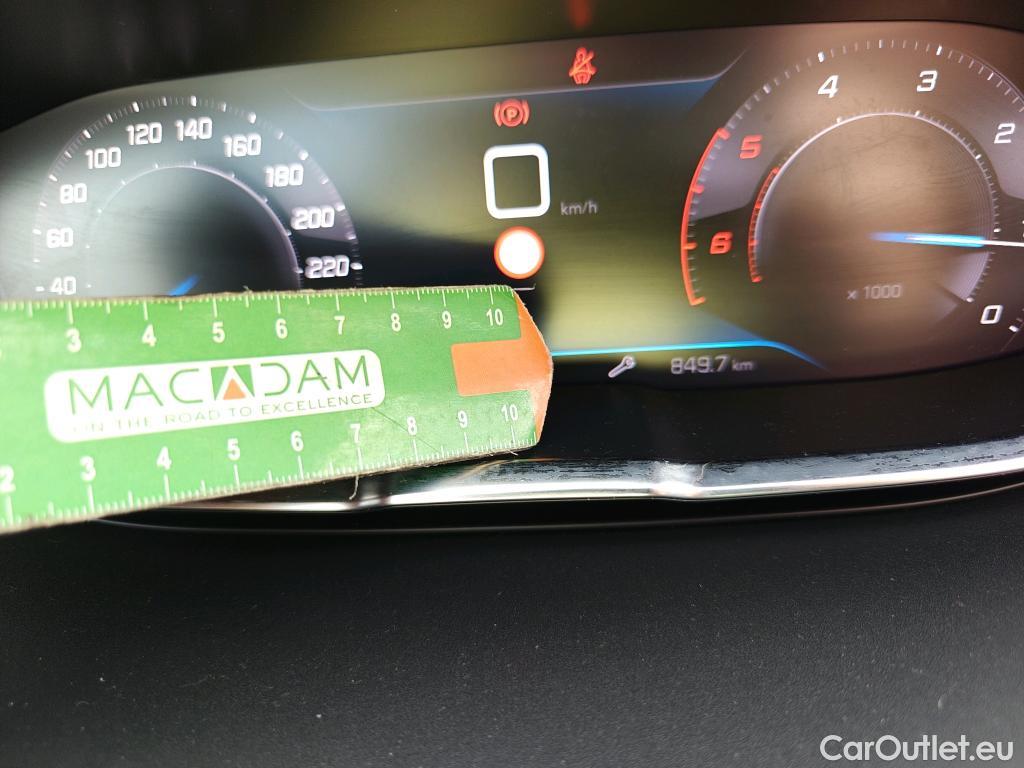 120 140 160
100 180
80 200
60 220
40
P
km/h
4 3 2
5
6
x 1000
0
849.7 km
3 4 5 6 7 8 9 10
MACADAM
ON THE ROAD TO EXCELLENCE
2 3 4 5 6 7 8 9 10
CarOutlet.eu